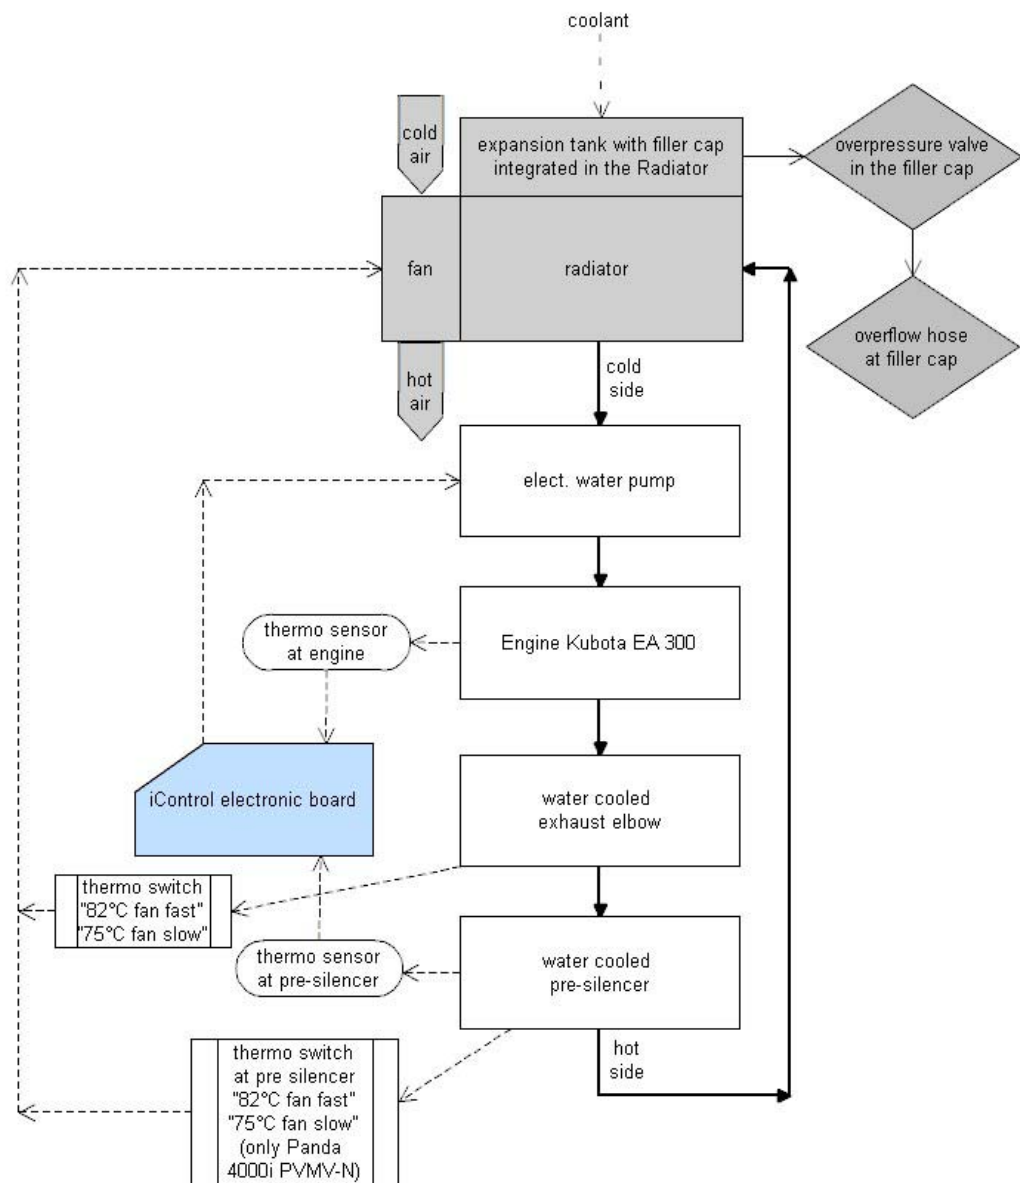 coolant
cold
air
expansion tank with filler cap
integrated in the Radiator
overpressure valve
in the filler cap
fan
radiator
overflow hose
at filler cap
hot
air
cold
side
elect. water pump
thermo sensor
at engine
Engine Kubota EA 300
iControl electronic board
water cooled
exhaust elbow
thermo switch
"82°C fan fast"
"75°C fan slow"
thermo sensor
at pre-silencer
water cooled
pre-silencer
hot
side
thermo switch
at pre silencer
"82°C fan fast"
"75°C fan slow"
(only Panda
4000i PVMV-N)